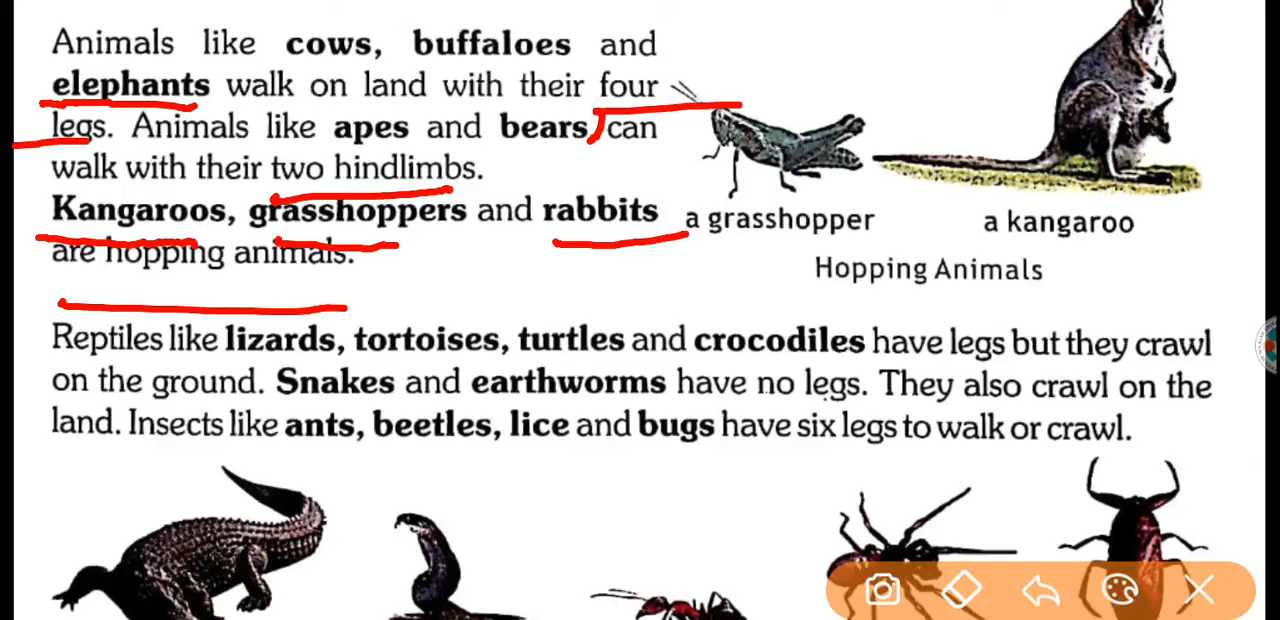 Animals like cows, buffaloes and
elephants walk on land with their four
legs. Animals like apes and bears, can
walk with their two hindlimbs.
Kangaroos, grasshoppers and rabbits
are hopping animals.
a grasshopper
a kangaroo
Hopping Animals
Reptiles like lizards, tortoises, turtles and crocodiles have legs but they crawl
on the ground. Snakes and earthworms have no legs. They also crawl on the
land. Insects like ants, beetles, lice and bugs have six legs to walk or crawl.